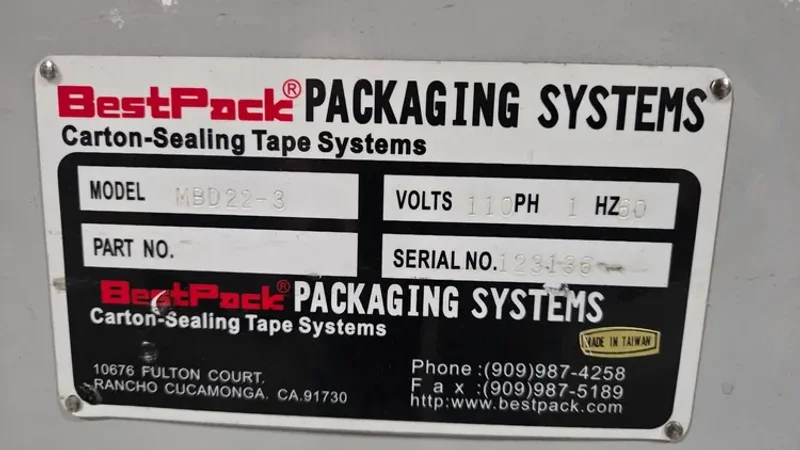 BestPack® PACKAGING SYSTEMS
Carton-Sealing Tape Systems
MODEL MBD22-3
VOLTS 110 PH 1 HZ 60
PART NO.
SERIAL NO. 123136
BestPack® PACKAGING SYSTEMS
Carton-Sealing Tape Systems
MADE IN TAIWAN
10676 FULTON COURT.
RANCHO CUCAMONGA. CA.91730
Phone :(909)987-4258
Fax :(909)987-5189
http:www.bestpack.com